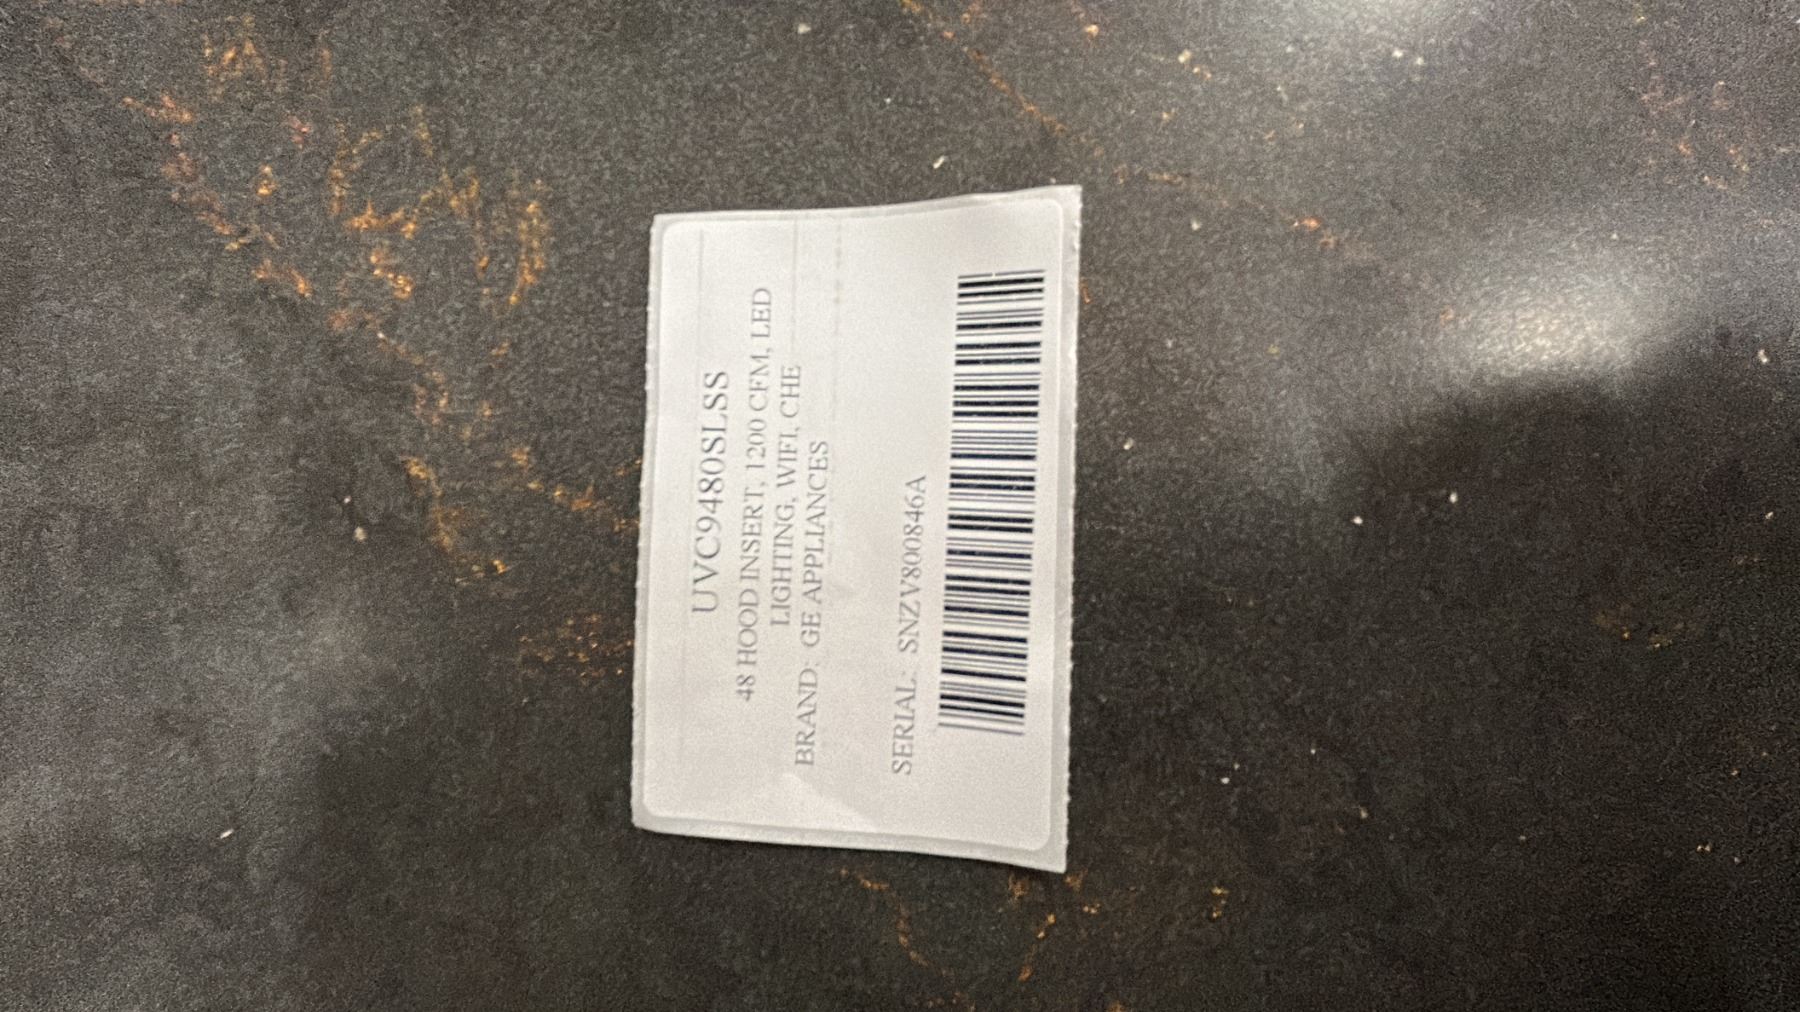 UVC9480SLSS
48 HOOD INSERT, 1200 CFM, LED
LIGHTING, WIFI, CHE
BRAND: GE APPLIANCES
SERIAL: SNZV800846A